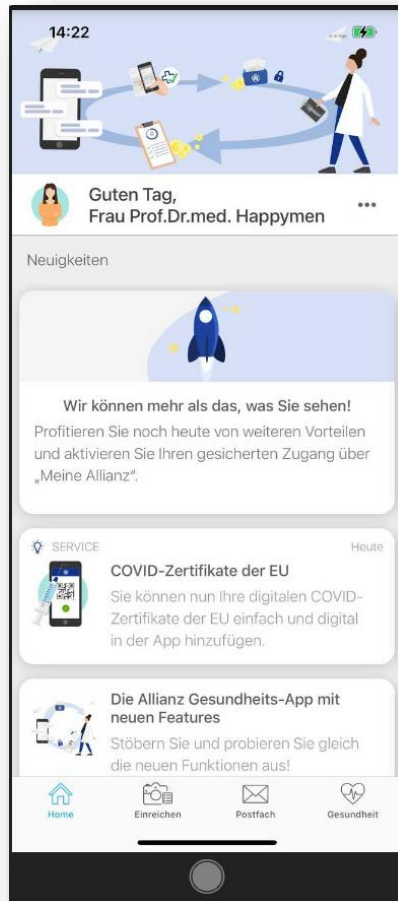 14:22
Guten Tag,
Frau Prof.Dr.med. Happymen
Neuigkeiten
Wir können mehr als das, was Sie sehen!
Profitieren Sie noch heute von weiteren Vorteilen
und aktivieren Sie Ihren gesicherten Zugang über
„Meine Allianz“.
SERVICE
Heute
COVID-Zertifikate der EU
Sie können nun Ihre digitalen COVID-
Zertifikate der EU einfach und digital
in der App hinzufügen.
Die Allianz Gesundheits-App mit
neuen Features
Stöbern Sie und probieren Sie gleich
die neuen Funktionen aus!
Home
Einreichen
Postfach
Gesundheit